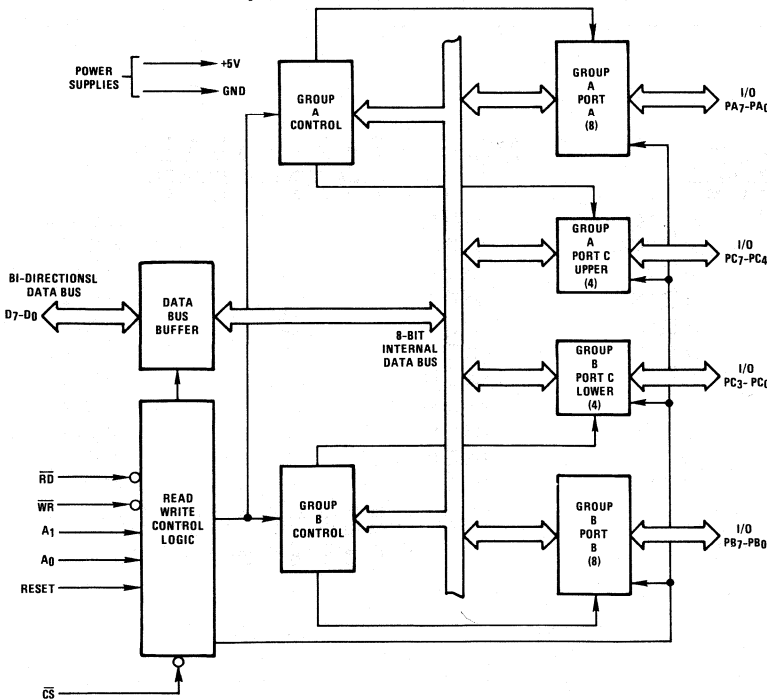 POWER
SUPPLIES
+5V
GND
GROUP
A
CONTROL
GROUP
A
PORT
A
(8)
I/O
PA7-PA0
GROUP
A
PORT C
UPPER
(4)
I/O
PC7-PC4
BI-DIRECTIONSL
DATA BUS
D7-D0
DATA
BUS
BUFFER
8-BIT
INTERNAL
DATA BUS
GROUP
B
PORT C
LOWER
(4)
I/O
PC3- PC0
RD
WR
A1
A0
RESET
CS
READ
WRITE
CONTROL
LOGIC
GROUP
B
CONTROL
GROUP
B
PORT
B
(8)
I/O
PB7-PB0